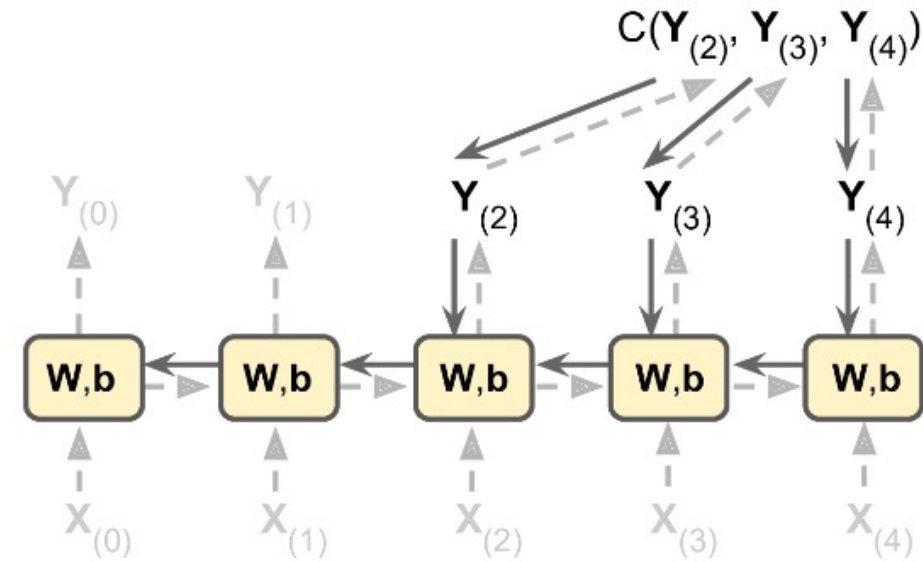 C(Y(2), Y(3), Y(4))
Y(0) Y(1) Y(2) Y(3) Y(4)
W,b W,b W,b W,b W,b
X(0) X(1) X(2) X(3) X(4)